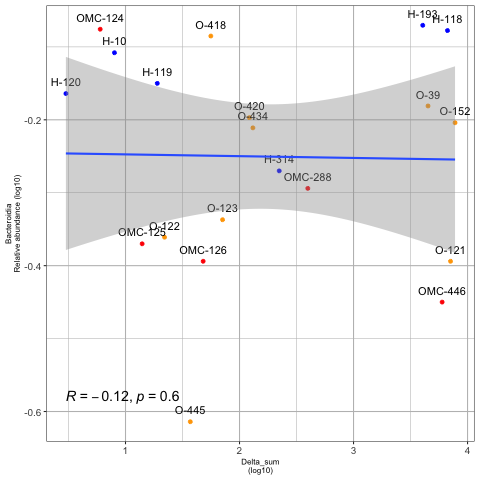 H-193
OMC-124
H-118
O-418
H-10
H-119
H-120
O-39
O-420
O-152
O-434
-0.2
H-314
OMC-288
O-123
O-122
OMC-125
OMC-126
O-121
-0.4
OMC-446
R = −0.12, p = 0.6
O-445
-0.6
1 2 3 4
Delta_sum
(log10)
Bacteroidia
Relative abundance (log10)